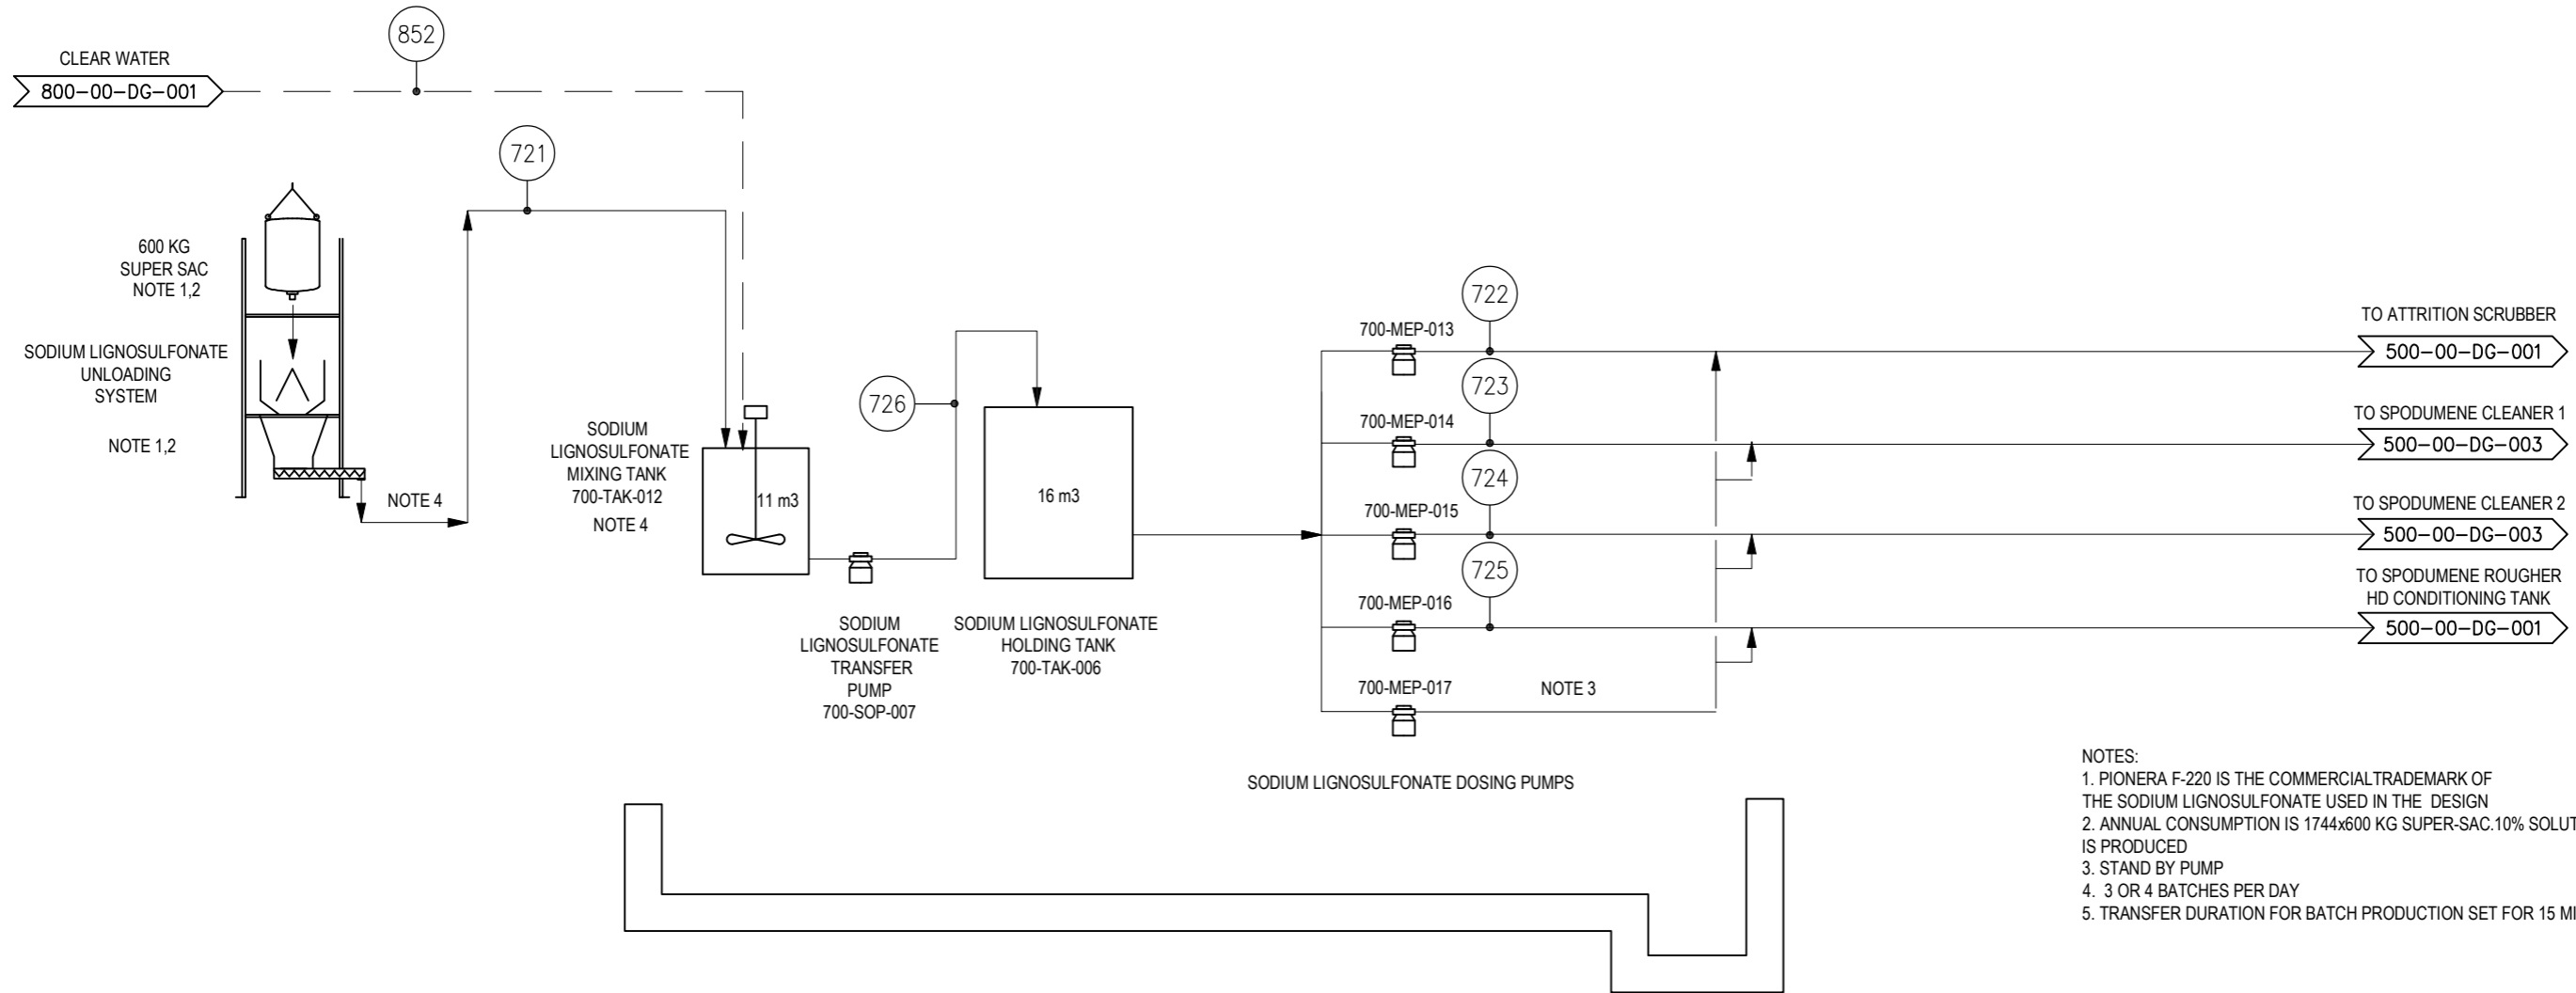 852
CLEAR WATER
800-00-DG-001
721
600 KG
SUPER SAC
NOTE 1,2
SODIUM LIGNOSULFONATE
UNLOADING
SYSTEM
NOTE 1,2
NOTE 4
SODIUM
LIGNOSULFONATE
MIXING TANK
700-TAK-012
NOTE 4
11 m3
726
16 m3
SODIUM
LIGNOSULFONATE
TRANSFER
PUMP
700-SOP-007
SODIUM LIGNOSULFONATE
HOLDING TANK
700-TAK-006
722
700-MEP-013
723
700-MEP-014
724
700-MEP-015
725
700-MEP-016
700-MEP-017
NOTE 3
SODIUM LIGNOSULFONATE DOSING PUMPS
TO ATTRITION SCRUBBER
500-00-DG-001
TO SPODUMENE CLEANER 1
500-00-DG-003
TO SPODUMENE CLEANER 2
500-00-DG-003
TO SPODUMENE ROUGHER
HD CONDITIONING TANK
500-00-DG-001
NOTES:
1. PIONERA F-220 IS THE COMMERCIALTRADEMARK OF
THE SODIUM LIGNOSULFONATE USED IN THE DESIGN
2. ANNUAL CONSUMPTION IS 1744x600 KG SUPER-SAC.10% SOLUT
IS PRODUCED
3. STAND BY PUMP
4. 3 OR 4 BATCHES PER DAY
5. TRANSFER DURATION FOR BATCH PRODUCTION SET FOR 15 MI